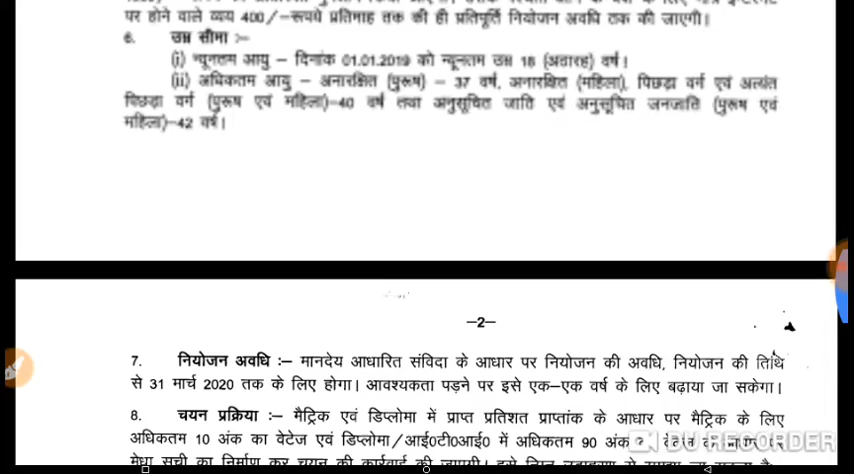 पर होने वाले व्यय 400/–रूपये प्रतिमाह तक की ही प्रतिपूर्ति नियोजन अवधि तक की जाएगी।
6. उम्र सीमा :–
(i) न्यूनतम आयु – दिनांक 01.01.2019 को न्यूनतम उम्र 18 (अठारह) वर्ष।
(ii) अधिकतम आयु – अनारक्षित (पुरूष) – 37 वर्ष, अनारक्षित (महिला), पिछड़ा वर्ग एवं अत्यंत
पिछड़ा वर्ग (पुरूष एवं महिला)–40 वर्ष तथा अनुसूचित जाति एवं अनुसूचित जनजाति (पुरूष एवं
महिला)–42 वर्ष।
–2–
7. नियोजन अवधि :– मानदेय आधारित संविदा के आधार पर नियोजन की अवधि, नियोजन की तिथि
से 31 मार्च 2020 तक के लिए होगा। आवश्यकता पड़ने पर इसे एक–एक वर्ष के लिए बढ़ाया जा सकेगा।
8. चयन प्रक्रिया :– मैट्रिक एवं डिप्लोमा में प्राप्त प्रतिशत प्राप्तांक के आधार पर मैट्रिक के लिए
अधिकतम 10 अंक का वेटेज एवं डिप्लोमा/आई0टी0आई0 में अधिकतम 90 अंक
DU RECORDER
मेधा सूची का निर्माण कर चयन की कार्रवाई की जाएगी।